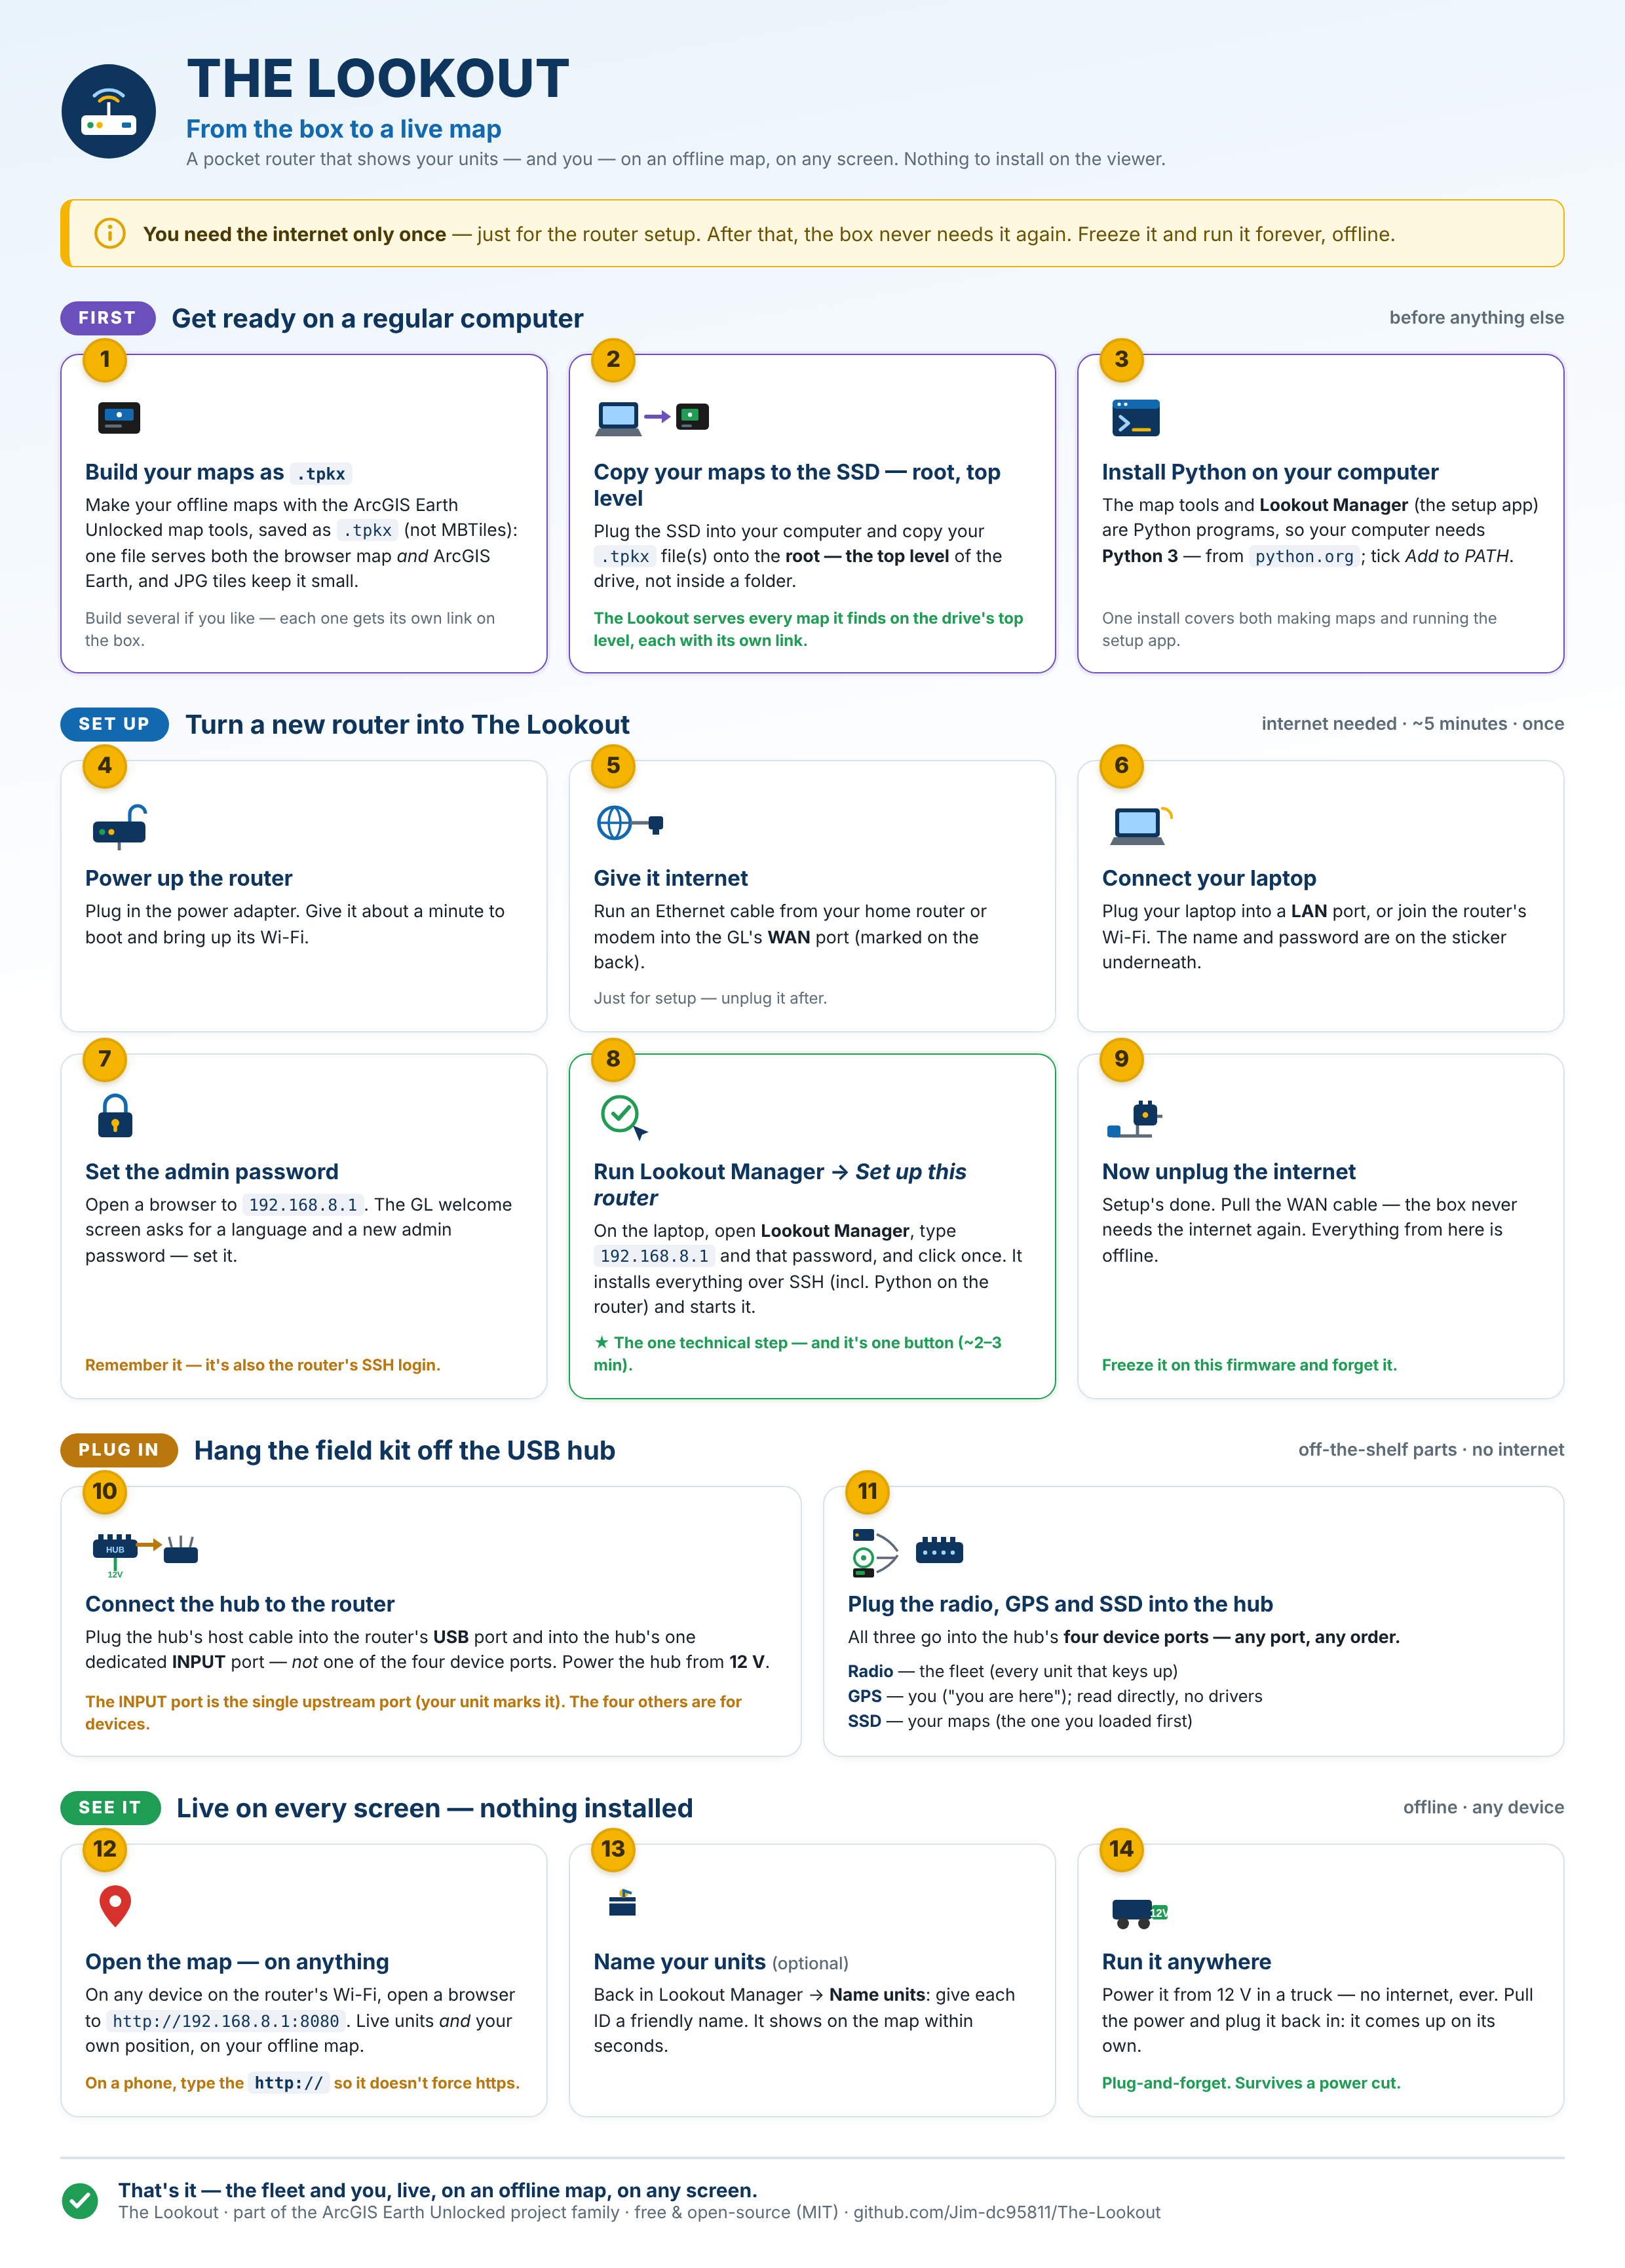 THE LOOKOUT
From the box to a live map
A pocket router that shows your units — and you — on an offline map, on any screen. Nothing to install on the viewer.
You need the internet only once — just for the router setup. After that, the box never needs it again. Freeze it and run it forever, offline.
FIRST
Get ready on a regular computer
before anything else
1
Build your maps as .tpkx
Make your offline maps with the ArcGIS Earth
Unlocked map tools, saved as .tpkx (not MBTiles):
one file serves both the browser map and ArcGIS
Earth, and JPG tiles keep it small.
Build several if you like — each one gets its own link on
the box.
2
Copy your maps to the SSD — root, top
level
Plug the SSD into your computer and copy your
.tpkx file(s) onto the root — the top level of the
drive, not inside a folder.
The Lookout serves every map it finds on the drive's top
level, each with its own link.
3
Install Python on your computer
The map tools and Lookout Manager (the setup app)
are Python programs, so your computer needs
Python 3 — from python.org; tick Add to PATH.
One install covers both making maps and running the
setup app.
SET UP
Turn a new router into The Lookout
internet needed · ~5 minutes · once
4
Power up the router
Plug in the power adapter. Give it about a minute to
boot and bring up its Wi-Fi.
5
Give it internet
Run an Ethernet cable from your home router or
modem into the GL's WAN port (marked on the
back).
Just for setup — unplug it after.
6
Connect your laptop
Plug your laptop into a LAN port, or join the router's
Wi-Fi. The name and password are on the sticker
underneath.
7
Set the admin password
Open a browser to 192.168.8.1. The GL welcome
screen asks for a language and a new admin
password — set it.
Remember it — it's also the router's SSH login.
8
Run Lookout Manager → Set up this
router
On the laptop, open Lookout Manager, type
192.168.8.1 and that password, and click once. It
installs everything over SSH (incl. Python on the
router) and starts it.
★ The one technical step — and it's one button (~2–3
min).
9
Now unplug the internet
Setup's done. Pull the WAN cable — the box never
needs the internet again. Everything from here is
offline.
Freeze it on this firmware and forget it.
PLUG IN
Hang the field kit off the USB hub
off-the-shelf parts · no internet
10
HUB
12V
Connect the hub to the router
Plug the hub's host cable into the router's USB port and into the hub's one
dedicated INPUT port — not one of the four device ports. Power the hub from 12 V.
The INPUT port is the single upstream port (your unit marks it). The four others are for
devices.
11
Plug the radio, GPS and SSD into the hub
All three go into the hub's four device ports — any port, any order.
Radio — the fleet (every unit that keys up)
GPS — you ("you are here"); read directly, no drivers
SSD — your maps (the one you loaded first)
SEE IT
Live on every screen — nothing installed
offline · any device
12
Open the map — on anything
On any device on the router's Wi-Fi, open a browser
to http://192.168.8.1:8080. Live units and your
own position, on your offline map.
On a phone, type the http:// so it doesn't force https.
13
Name your units (optional)
Back in Lookout Manager → Name units: give each
ID a friendly name. It shows on the map within
seconds.
14
12V
Run it anywhere
Power it from 12 V in a truck — no internet, ever. Pull
the power and plug it back in: it comes up on its
own.
Plug-and-forget. Survives a power cut.
That's it — the fleet and you, live, on an offline map, on any screen.
The Lookout · part of the ArcGIS Earth Unlocked project family · free & open-source (MIT) · github.com/Jim-dc95811/The-Lookout